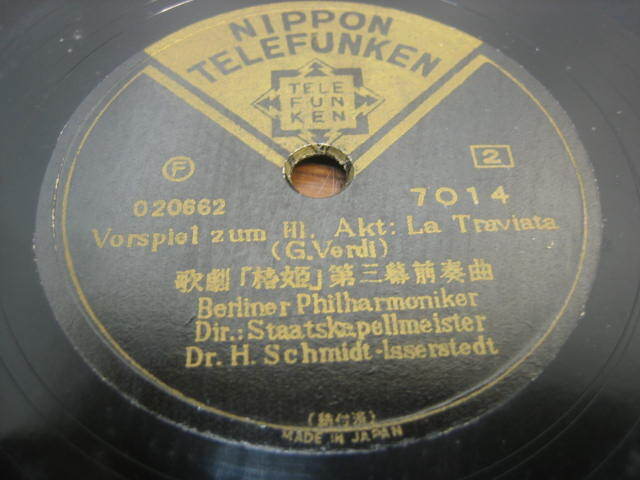 NIPPON
TELEFUNKEN
TELE
FUN
KEN
F
2
020662
7014
Vorspiel zum III. Akt: La Traviata
(G.Verdi)
歌劇「椿姫」第三幕前奏曲
Berliner Philharmoniker
Dir.: Staatskapellmeister
Dr. H. Schmidt-Isserstedt
MADE IN JAPAN